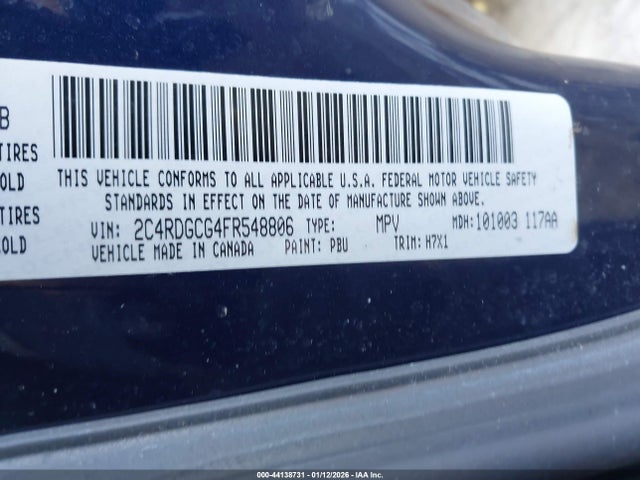 B
TIRES
OLD
TIRES
OLD
THIS VEHICLE CONFORMS TO ALL APPLICABLE U.S.A. FEDERAL MOTOR VEHICLE SAFETY
STANDARDS IN EFFECT ON THE DATE OF MANUFACTURE SHOWN ABOVE.
VIN: 2C4RDGCG4FR548806 TYPE: MPV MDH: 101003 117AA
VEHICLE MADE IN CANADA PAINT: PBU TRIM: H7X1
000-44138731 - 01/12/2026 - IAA Inc.